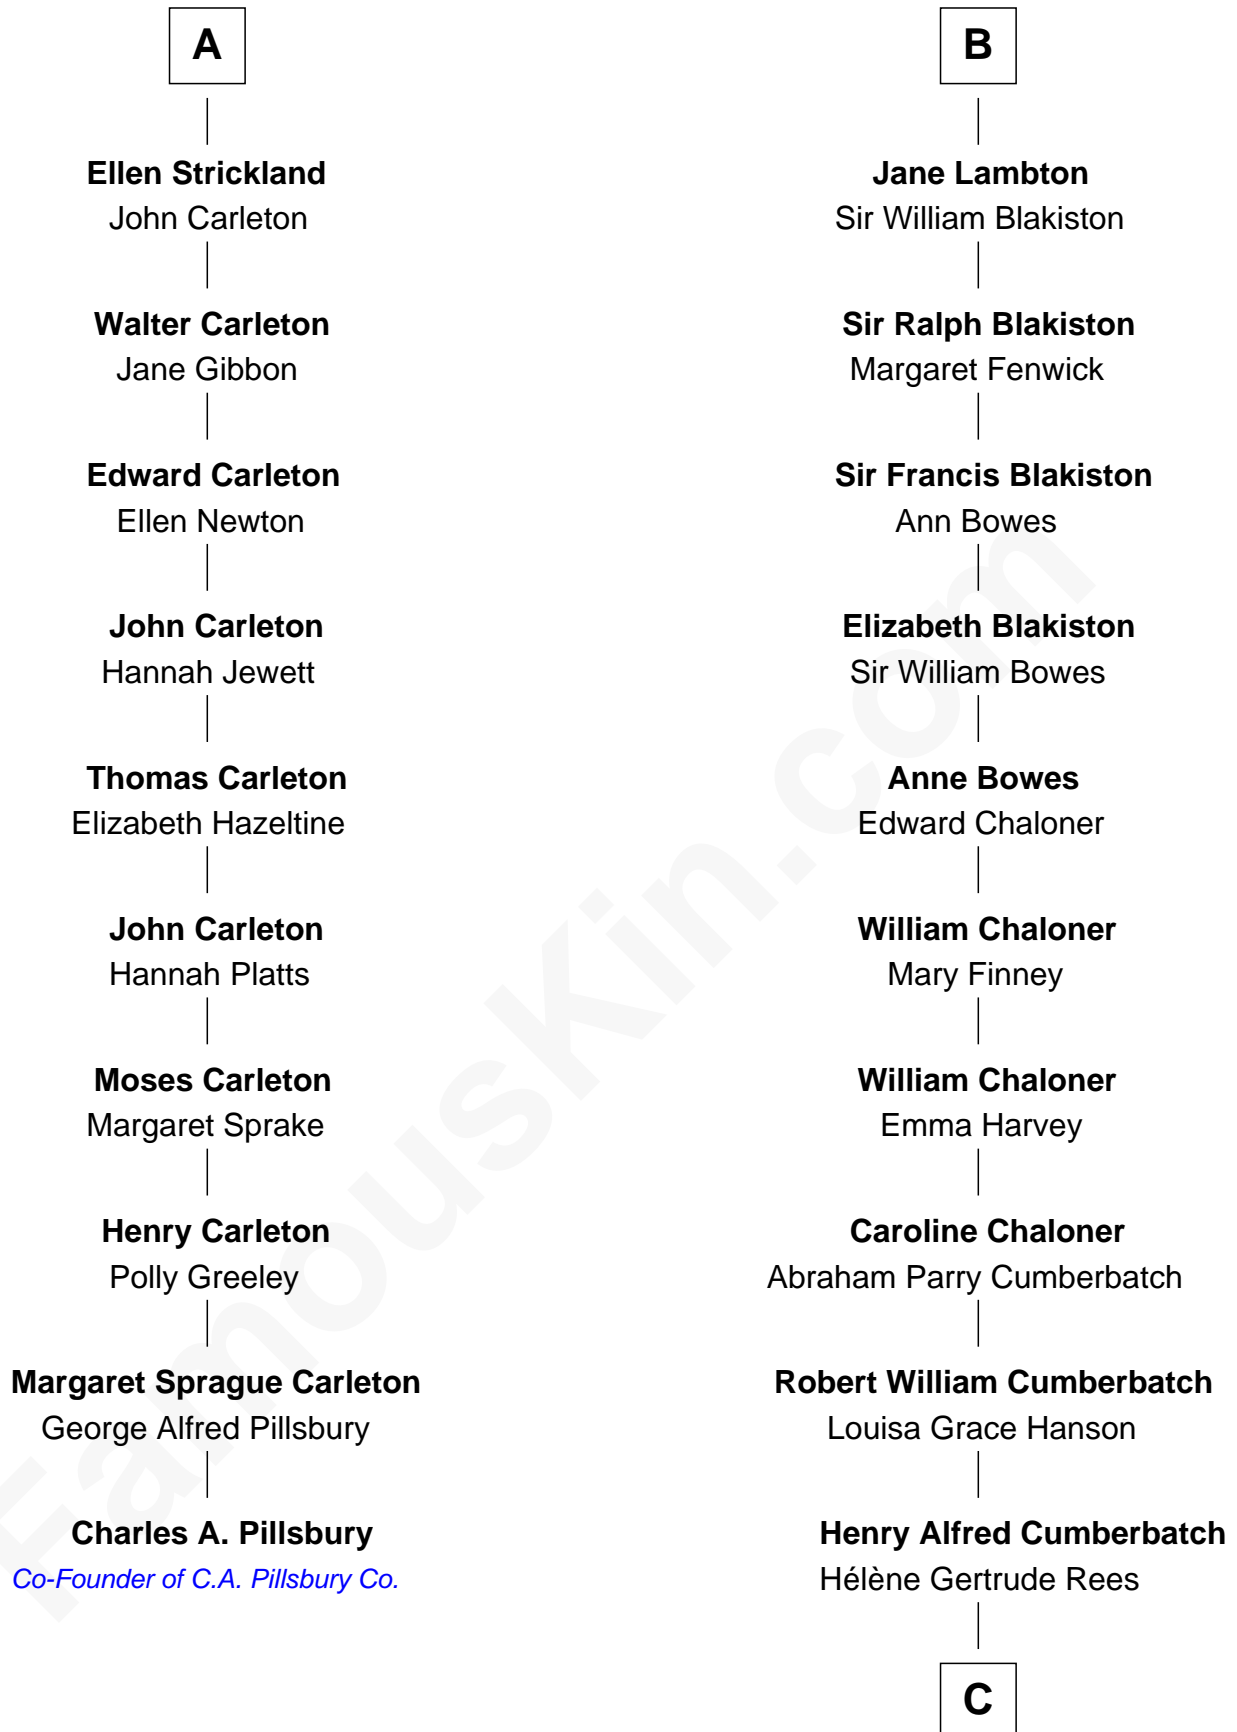 A
Ellen Strickland
John Carleton
Walter Carleton
Jane Gibbon
Edward Carleton
Ellen Newton
John Carleton
Hannah Jewett
Thomas Carleton
Elizabeth Hazeltine
John Carleton
Hannah Platts
Moses Carleton
Margaret Sprake
Henry Carleton
Polly Greeley
Margaret Sprague Carleton
George Alfred Pillsbury
Charles A. Pillsbury
Co-Founder of C.A. Pillsbury Co.
B
Jane Lambton
Sir William Blakiston
Sir Ralph Blakiston
Margaret Fenwick
Sir Francis Blakiston
Ann Bowes
Elizabeth Blakiston
Sir William Bowes
Anne Bowes
Edward Chaloner
William Chaloner
Mary Finney
William Chaloner
Emma Harvey
Caroline Chaloner
Abraham Parry Cumberbatch
Robert William Cumberbatch
Louisa Grace Hanson
Henry Alfred Cumberbatch
Hélène Gertrude Rees
C
FamousKin.com